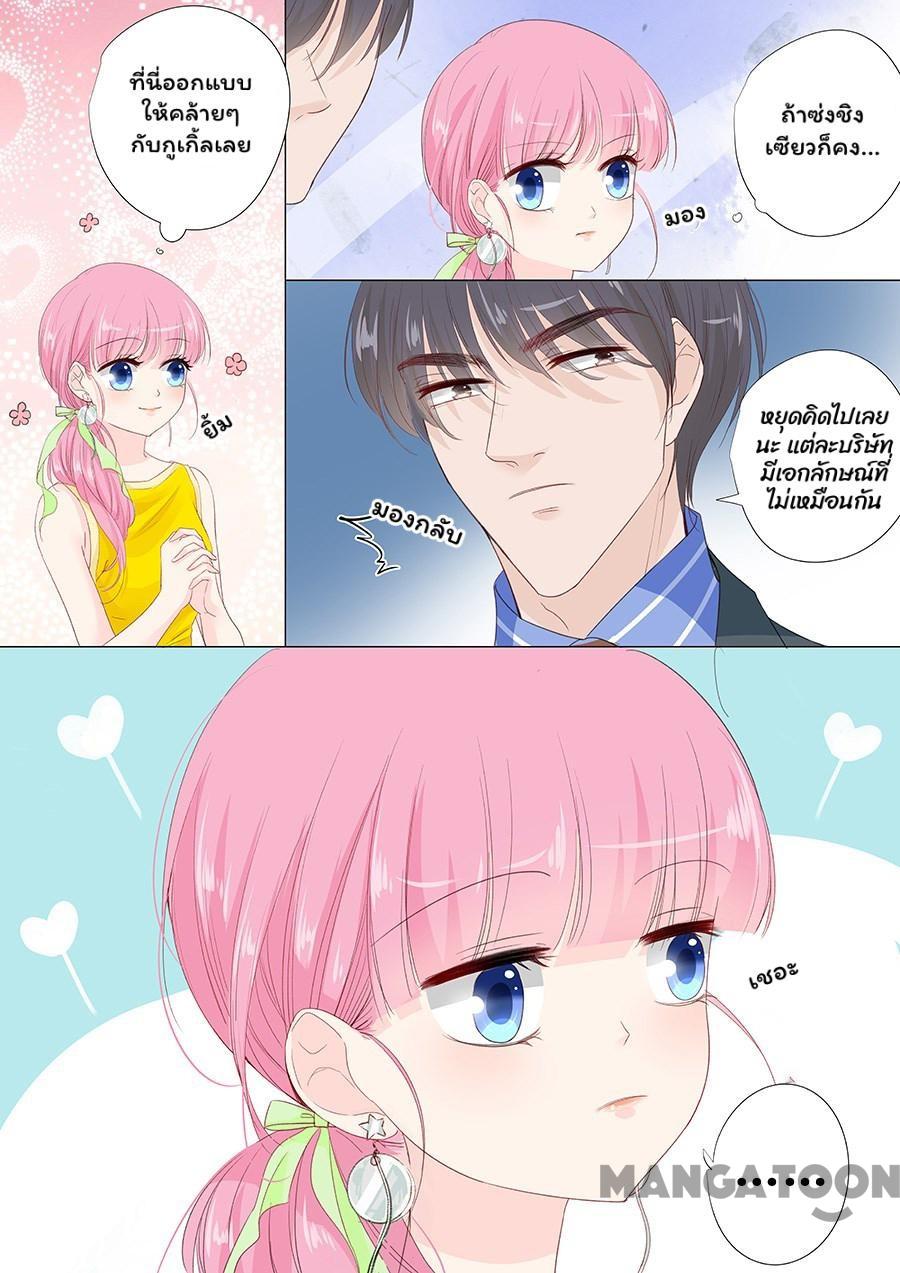 ที่นี่ออกแบบ
ให้คล้ายๆ
กับกูเกิ้ลเลย
ยิ้ม
ถ้าซ่งชิง
เซียวก็คง...
มอง
หยุดคิดไปเลย
นะ แต่ละบริษัท
มีเอกลักษณ์ที่
ไม่เหมือนกัน
มองกลับ
เชอะ
......
MANGATOON